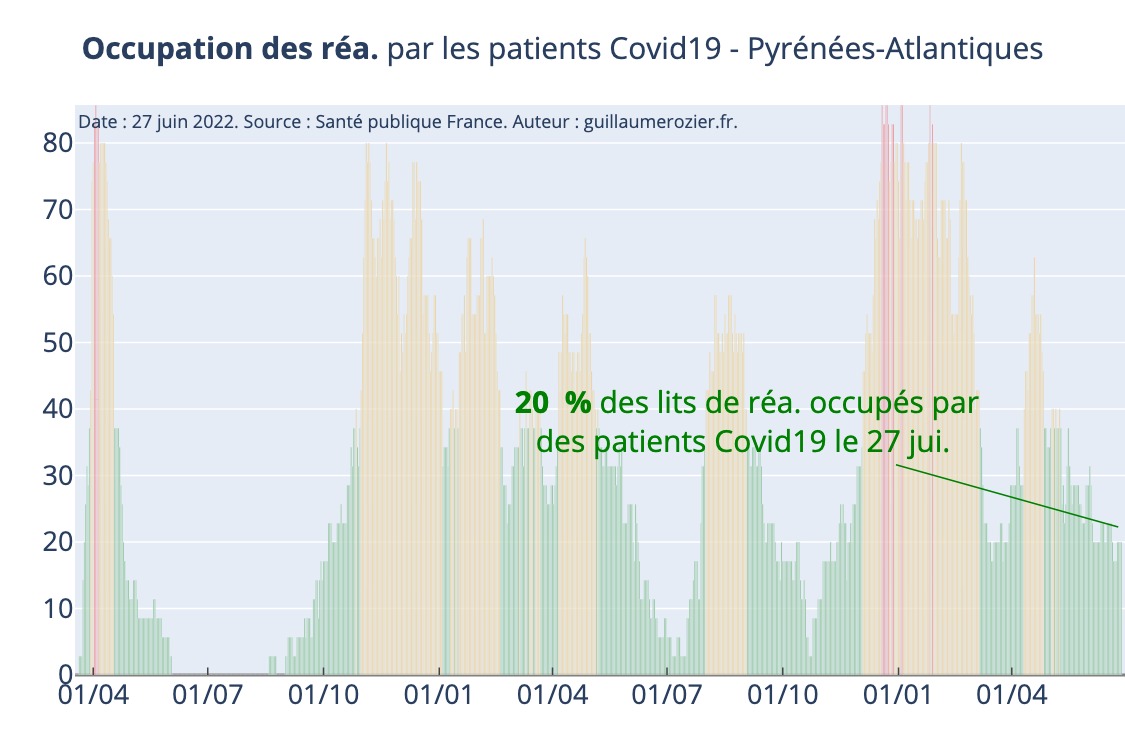 Occupation des réa. par les patients Covid19 - Pyrénées-Atlantiques
Date : 27 juin 2022. Source : Santé publique France. Auteur : guillaumerozier.fr.
80
70
60
50
40
30
20
10
0
20  % des lits de réa. occupés par
des patients Covid19 le 27 jui.
01/04 01/07 01/10 01/01 01/04 01/07 01/10 01/01 01/04